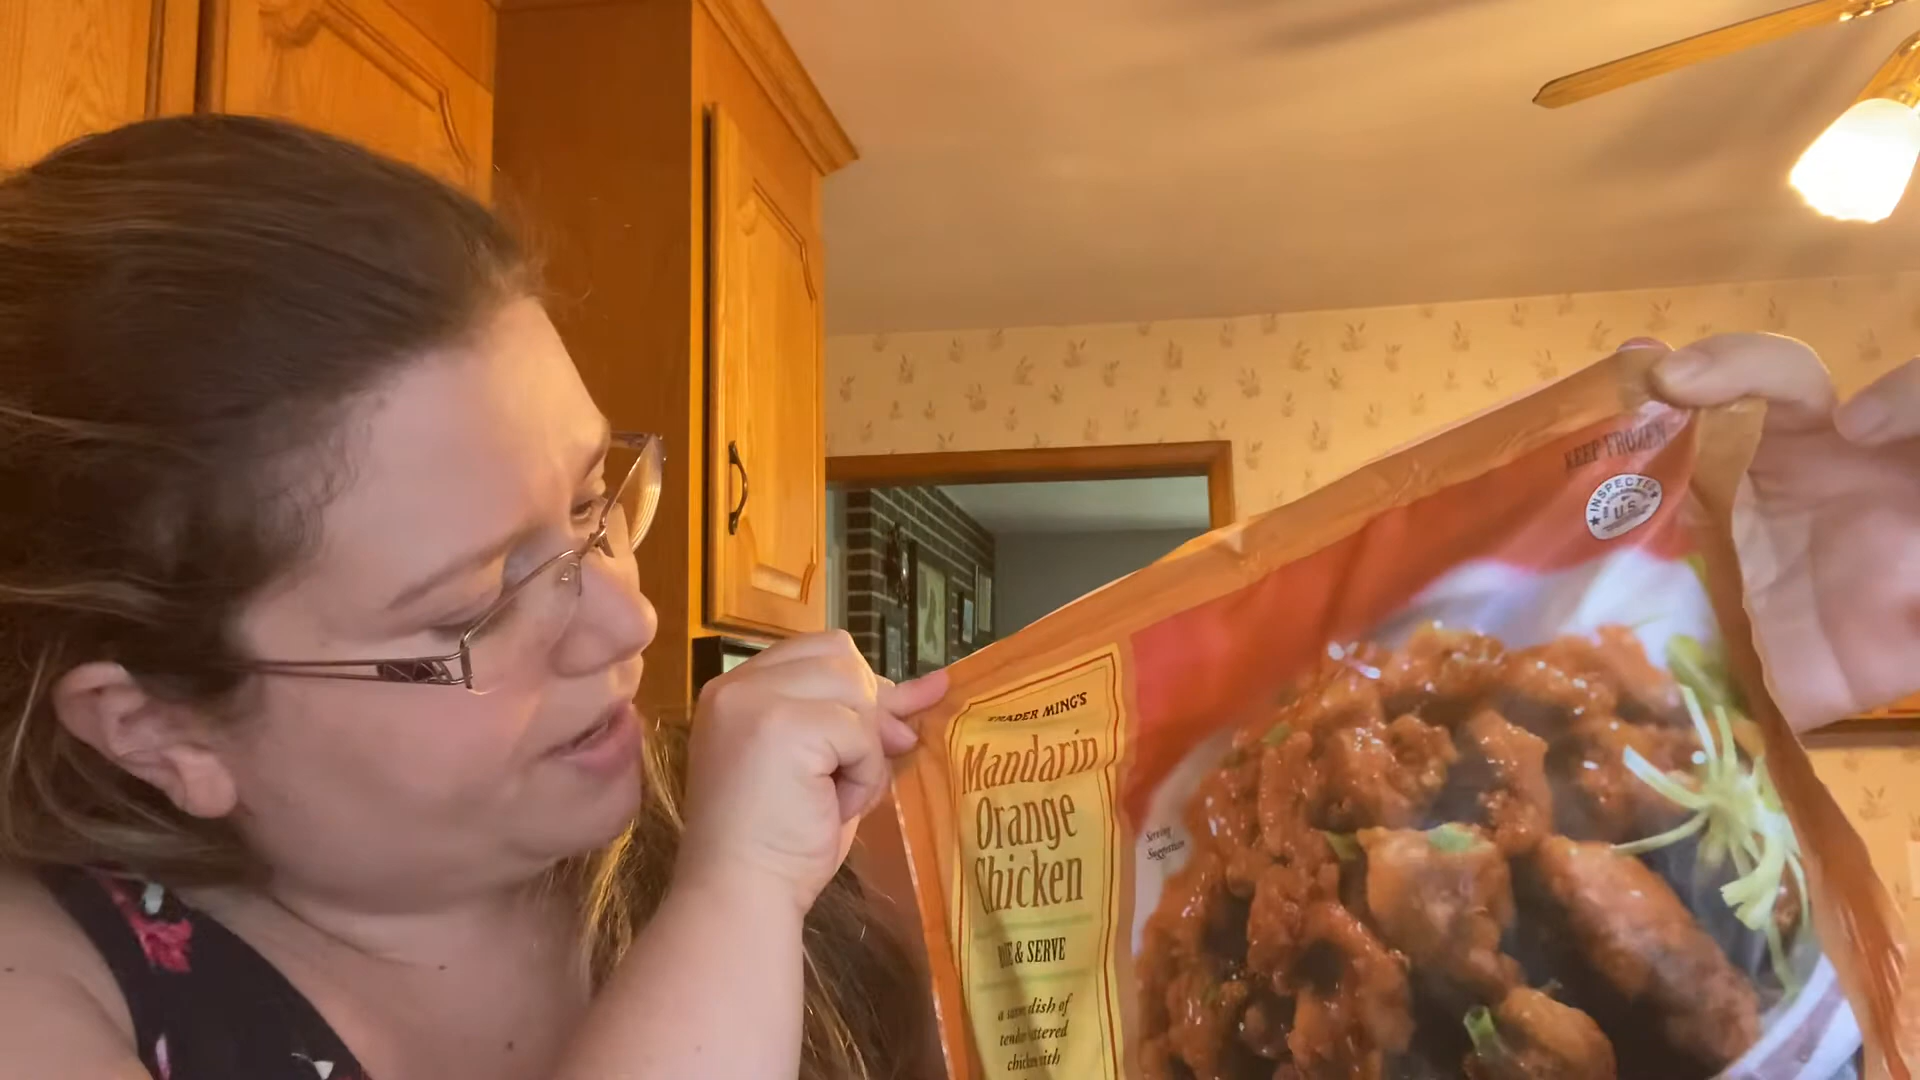 KEEP FROZEN
INSPECTED
U.S.
TRADER MING'S
Mandarin
Orange
Chicken
& SERVE
Serving
Suggestion
a dish of
chicken with